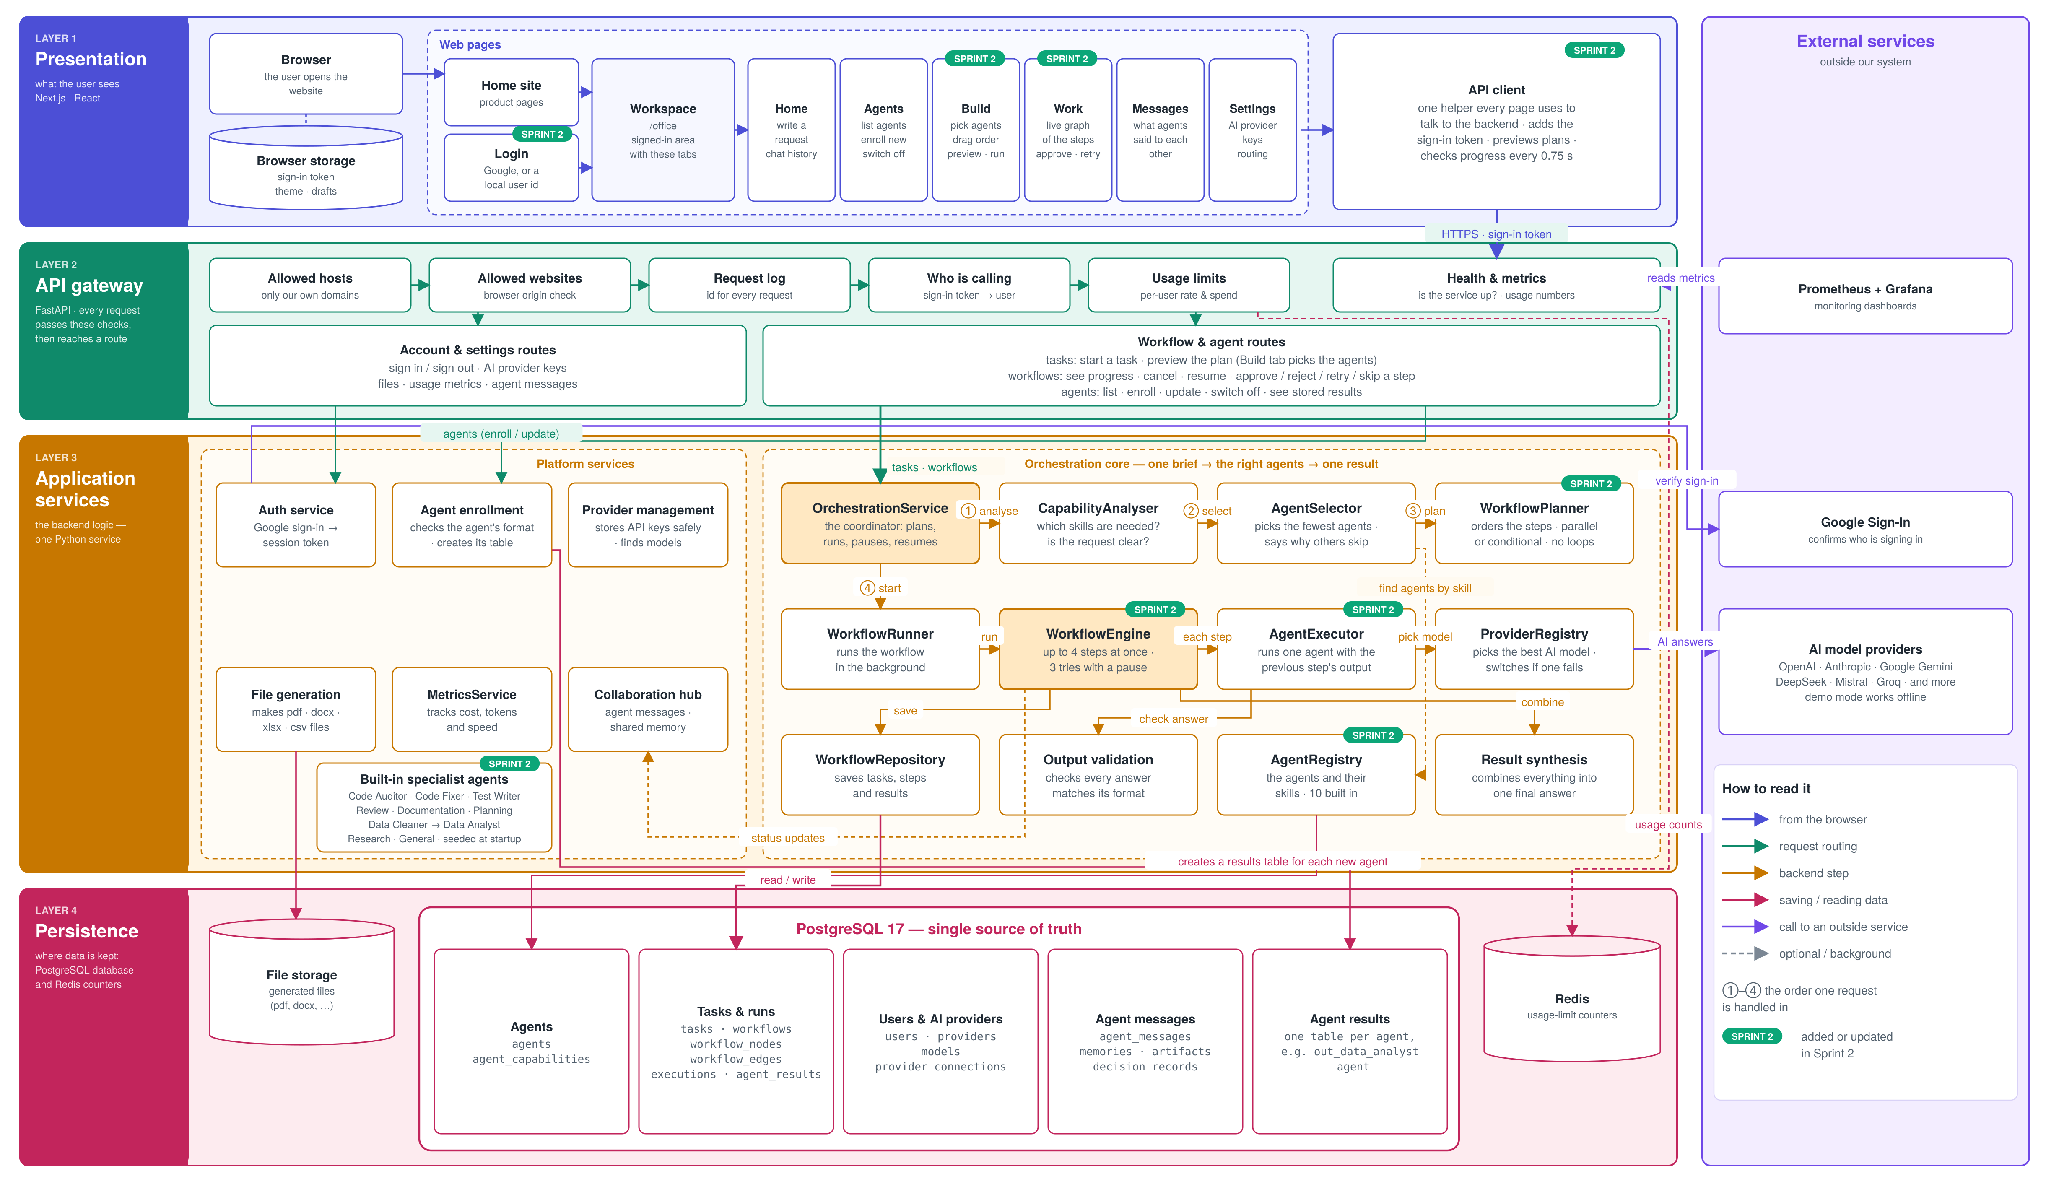 LAYER 1
Presentation
what the user sees
Next.js · React
Browser
the user opens the
website
Browser storage
sign-in token
theme · drafts
Web pages
Home site
product pages
SPRINT 2
Login
Google, or a
local user id
Workspace
/office
signed-in area
with these tabs
Home
write a
request
chat history
Agents
list agents
enroll new
switch off
SPRINT 2
Build
pick agents
drag order
preview · run
SPRINT 2
Work
live graph
of the steps
approve · retry
Messages
what agents
said to each
other
Settings
AI provider
keys
routing
SPRINT 2
API client
one helper every page uses to
talk to the backend · adds the
sign-in token · previews plans ·
checks progress every 0.75 s
HTTPS · sign-in token
External services
outside our system
LAYER 2
API gateway
FastAPI · every request
passes these checks,
then reaches a route
Allowed hosts
only our own domains
Allowed websites
browser origin check
Request log
id for every request
Who is calling
sign-in token → user
Usage limits
per-user rate & spend
Health & metrics
is the service up? · usage numbers
reads metrics
Prometheus + Grafana
monitoring dashboards
Account & settings routes
sign in / sign out · AI provider keys
files · usage metrics · agent messages
Workflow & agent routes
tasks: start a task · preview the plan (Build tab picks the agents)
workflows: see progress · cancel · resume · approve / reject / retry / skip a step
agents: list · enroll · update · switch off · see stored results
agents (enroll / update)
tasks · workflows
LAYER 3
Application
services
the backend logic —
one Python service
Platform services
Auth service
Google sign-in →
session token
Agent enrollment
checks the agent's format
· creates its table
Provider management
stores API keys safely
· finds models
File generation
makes pdf · docx ·
xlsx · csv files
MetricsService
tracks cost, tokens
and speed
Collaboration hub
agent messages ·
shared memory
SPRINT 2
Built-in specialist agents
Code Auditor · Code Fixer · Test Writer
Review · Documentation · Planning
Data Cleaner → Data Analyst
Research · General · seeded at startup
Orchestration core — one brief → the right agents → one result
OrchestrationService
the coordinator: plans,
runs, pauses, resumes
① analyse
CapabilityAnalyser
which skills are needed?
is the request clear?
② select
AgentSelector
picks the fewest agents ·
says why others skip
③ plan
SPRINT 2
WorkflowPlanner
orders the steps · parallel
or conditional · no loops
④ start
find agents by skill
WorkflowRunner
runs the workflow
in the background
run
SPRINT 2
WorkflowEngine
up to 4 steps at once ·
3 tries with a pause
each step
SPRINT 2
AgentExecutor
runs one agent with the
previous step's output
pick model
ProviderRegistry
picks the best AI model ·
switches if one fails
save
check answer
combine
WorkflowRepository
saves tasks, steps
and results
Output validation
checks every answer
matches its format
SPRINT 2
AgentRegistry
the agents and their
skills · 10 built in
Result synthesis
combines everything into
one final answer
status updates
creates a results table for each new agent
read / write
usage counts
verify sign-in
Google Sign-In
confirms who is signing in
AI answers
AI model providers
OpenAI · Anthropic · Google Gemini
DeepSeek · Mistral · Groq · and more
demo mode works offline
How to read it
from the browser
request routing
backend step
saving / reading data
call to an outside service
optional / background
①–④ the order one request
is handled in
SPRINT 2
added or updated
in Sprint 2
LAYER 4
Persistence
where data is kept:
PostgreSQL database
and Redis counters
File storage
generated files
(pdf, docx, …)
PostgreSQL 17 — single source of truth
Agents
agents
agent_capabilities
Tasks & runs
tasks · workflows
workflow_nodes
workflow_edges
executions · agent_results
Users & AI providers
users · providers
models
provider connections
Agent messages
agent_messages
memories · artifacts
decision records
Agent results
one table per agent,
e.g. out_data_analyst
agent
Redis
usage-limit counters